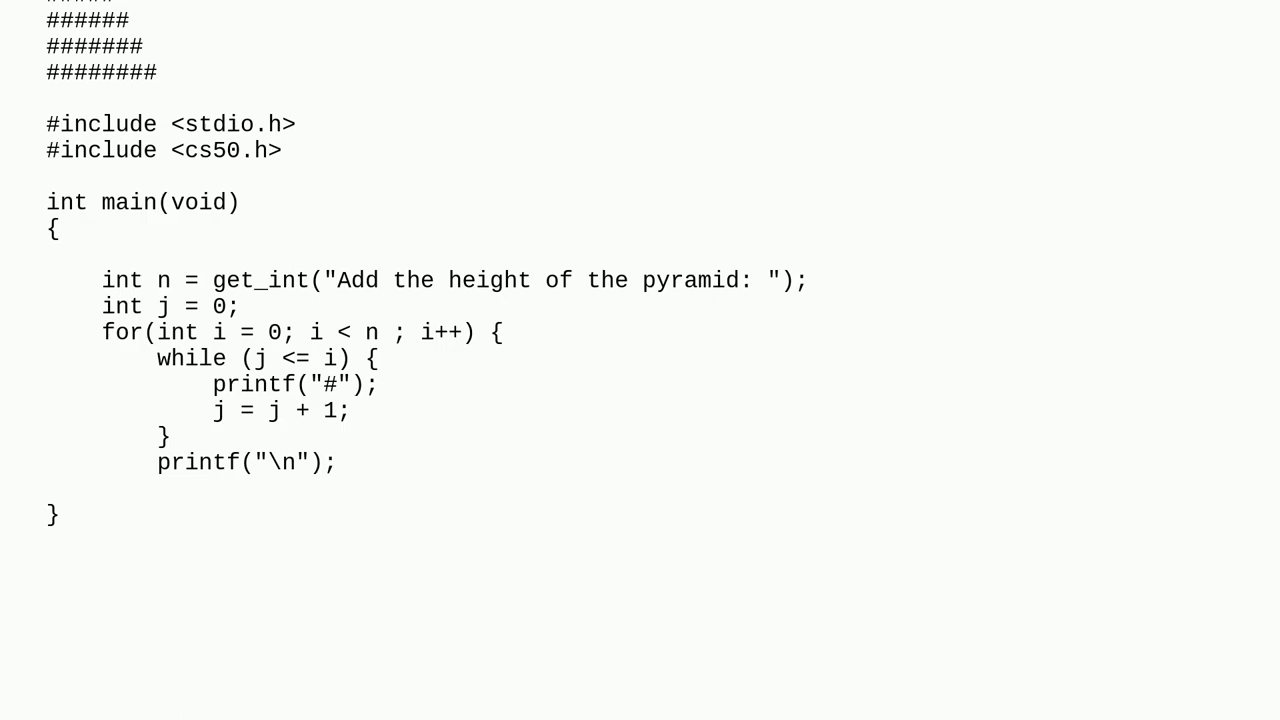 ######
#######
########
#include <stdio.h>
#include <cs50.h>
int main(void)
{
    int n = get_int("Add the height of the pyramid: ");
    int j = 0;
    for(int i = 0; i < n ; i++) {
        while (j <= i) {
            printf("#");
            j = j + 1;
        }
        printf("\n");
}